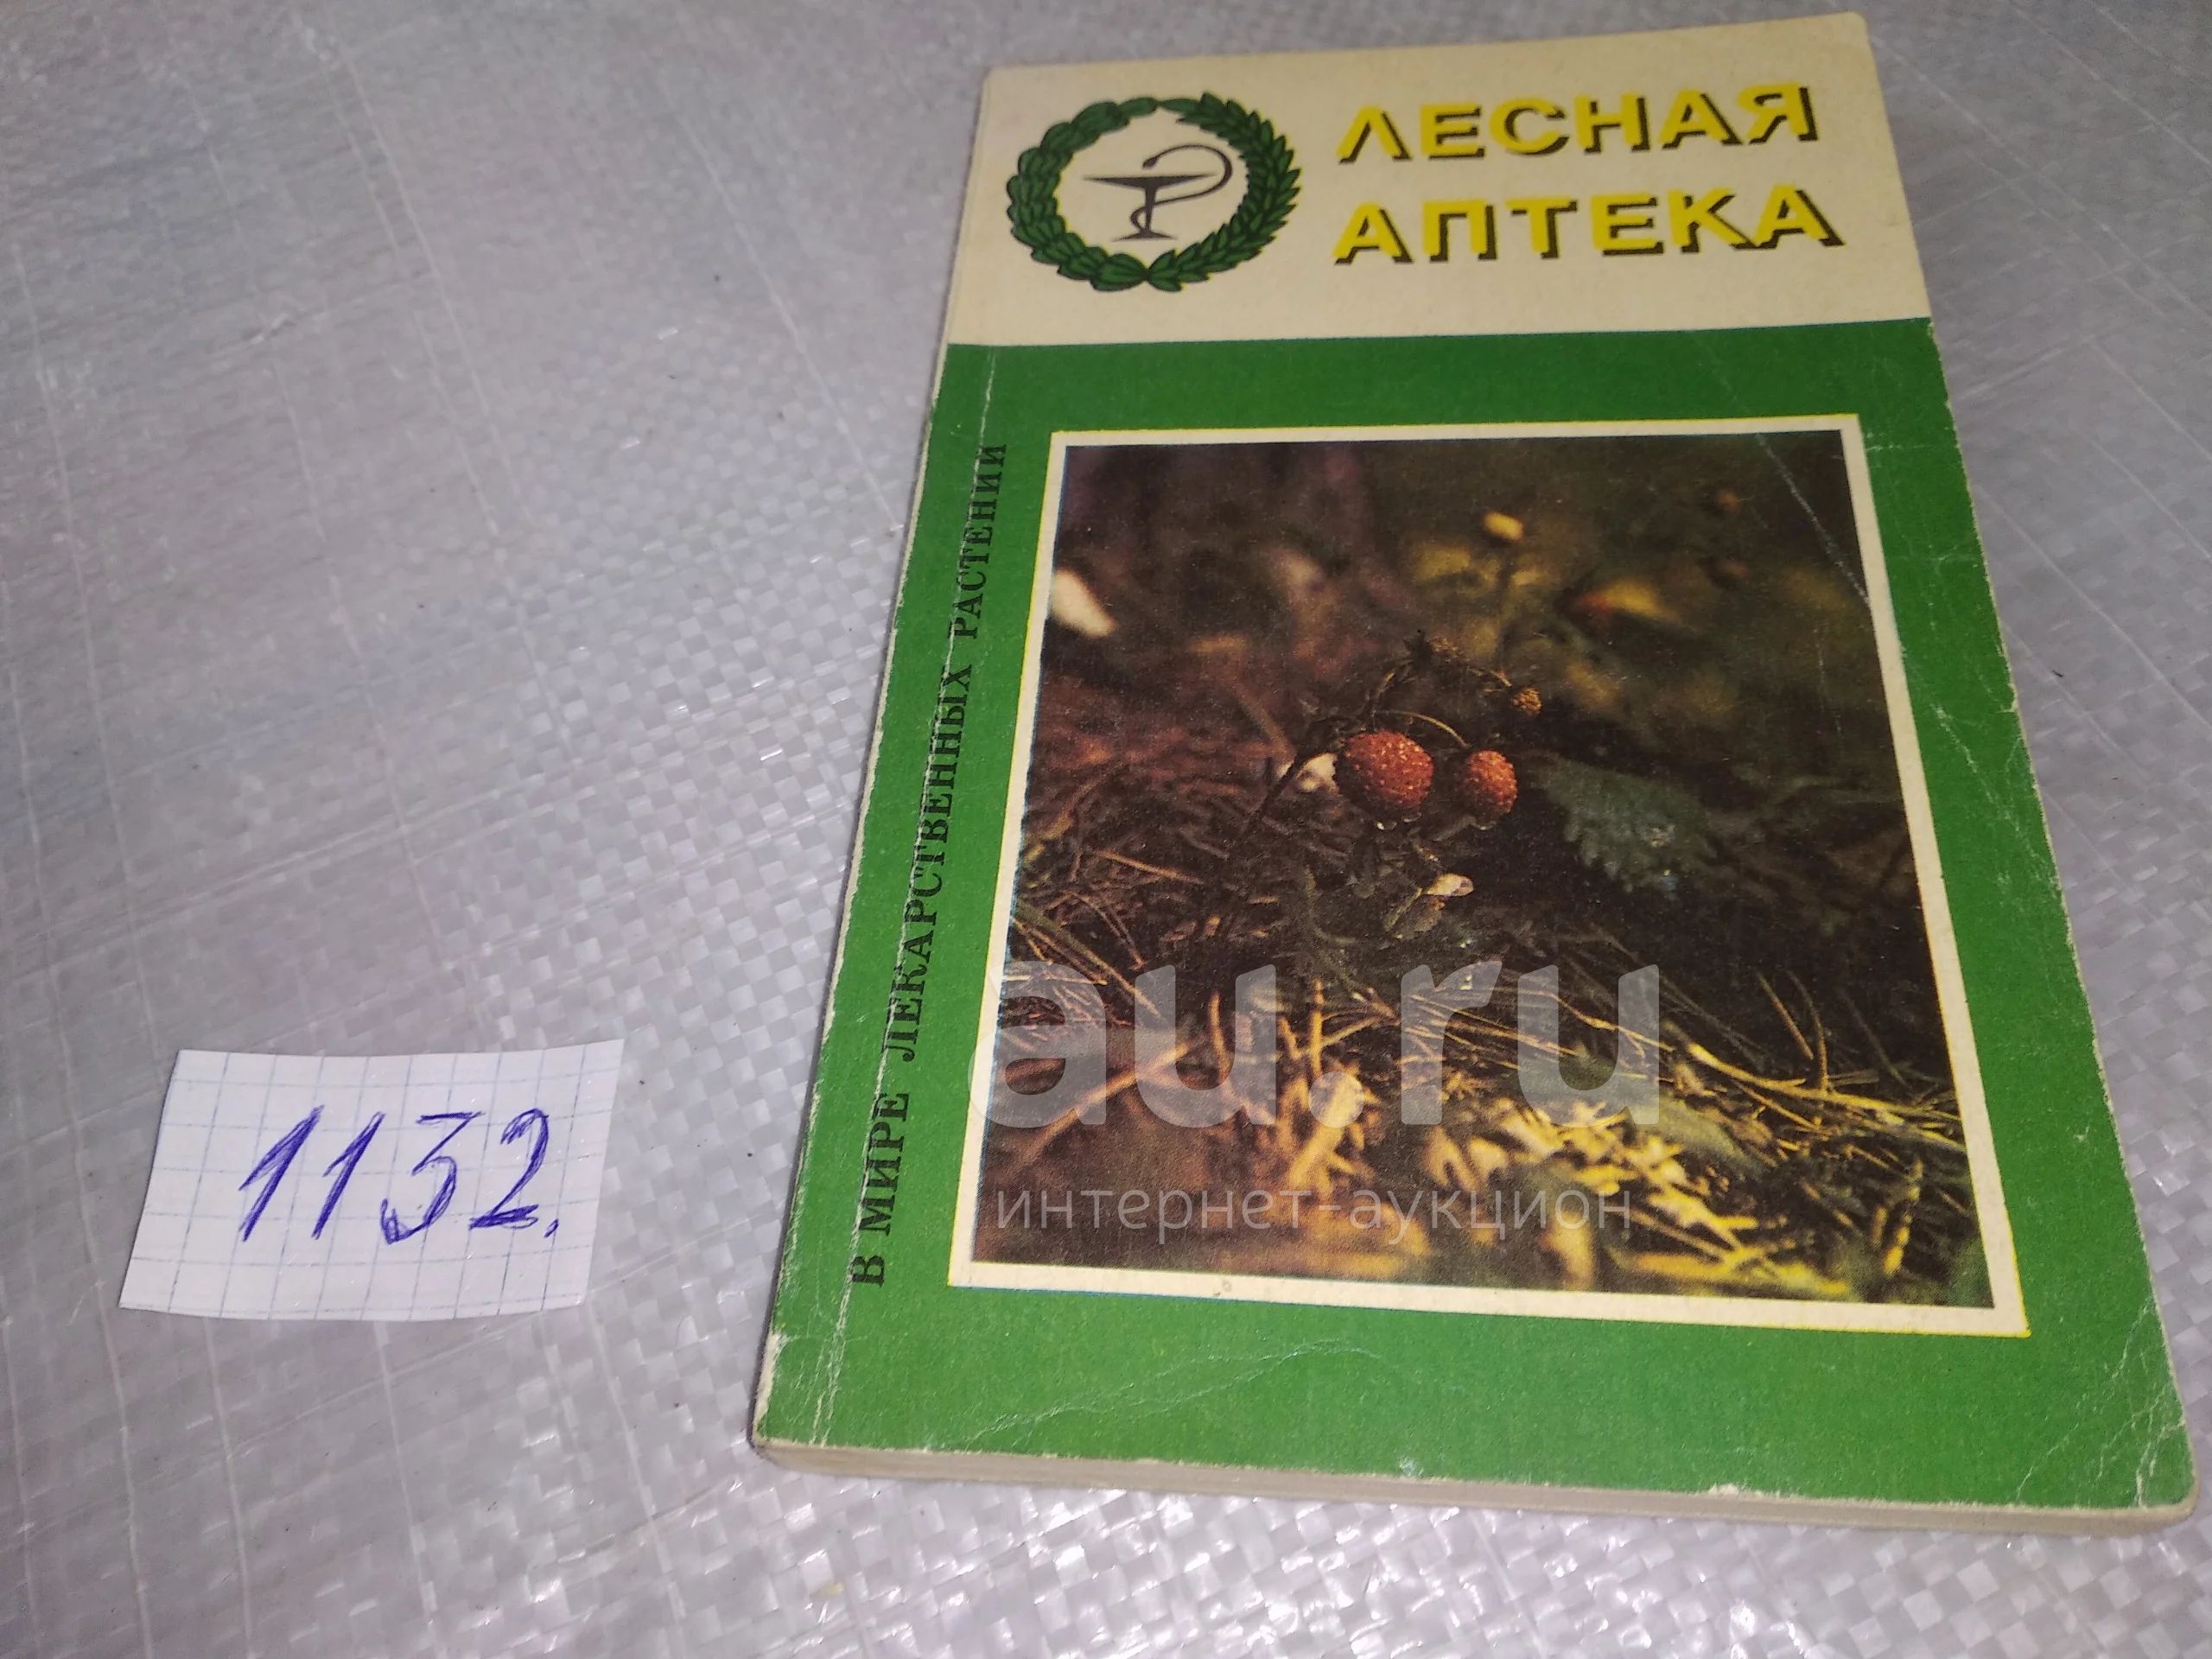 ЛЕСНАЯ
АПТЕКА
В МИРЕ ЛЕКАРСТВЕННЫХ РАСТЕНИЙ
1132.
au.ru
интернет-аукцион